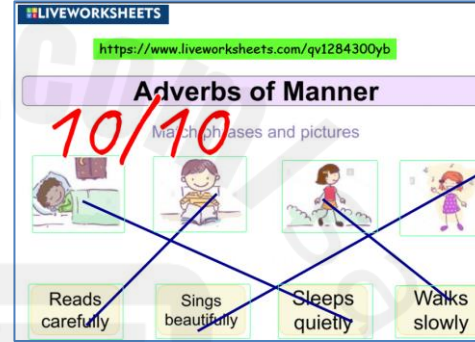 LIVEWORKSHEETS
https://www.liveworksheets.com/qv1284300yb
Adverbs of Manner
10/10
Match phrases and pictures
Reads
carefully
Sings
beautifully
Sleeps
quietly
Walks
slowly